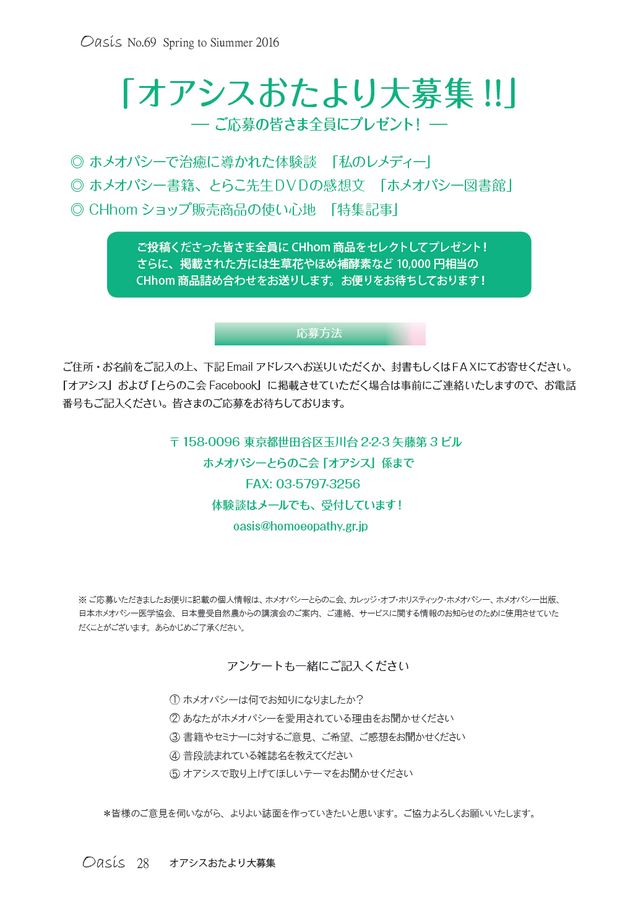 Oasis No.69 Spring to Siummer 2016
「オアシスおたより大募集 !!」
― ご応募の皆さま全員にプレゼント！ ―
◎ ホメオパシーで治癒に導かれた体験談　「私のレメディー」
◎ ホメオパシー書籍、とらこ先生ＤＶＤの感想文　「ホメオパシー図書館」
◎ CHhom ショップ販売商品の使い心地　「特集記事」
ご投稿くださった皆さま全員に CHhom 商品をセレクトしてプレゼント！
さらに、掲載された方には生草花やほめ補酵素など 10,000 円相当の
CHhom 商品詰め合わせをお送りします。お便りをお待ちしております！
応募方法
ご住所・お名前をご記入の上、下記 Email アドレスへお送りいただくか、封書もしくはＦＡＸにてお寄せください。
「オアシス」および「とらのこ会 Facebook」に掲載させていただく場合は事前にご連絡いたしますので、お電話
番号もご記入ください。皆さまのご応募をお待ちしております。
〒 158-0096 東京都世田谷区玉川台 2-2-3 矢藤第 3 ビル
ホメオパシーとらのこ会「オアシス」係まで
FAX: 03-5797-3256
体験談はメールでも、受付しています！
oasis@homoeopathy.gr.jp
※ ご応募いただきましたお便りに記載の個人情報は、ホメオパシーとらのこ会、カレッジ・オブ・ホリスティック・ホメオパシー、ホメオパシー出版、
日本ホメオパシー医学協会、日本豊受自然農からの講演会のご案内、ご連絡、サービスに関する情報のお知らせのために使用させていた
だくことがございます。あらかじめご了承ください。
アンケートも一緒にご記入ください
① ホメオパシーは何でお知りになりましたか？
② あなたがホメオパシーを愛用されている理由をお聞かせください
③ 書籍やセミナーに対するご意見、ご希望、ご感想をお聞かせください
④ 普段読まれている雑誌名を教えてください
⑤ オアシスで取り上げてほしいテーマをお聞かせください
＊皆様のご意見を伺いながら、よりよい誌面を作っていきたいと思います。ご協力よろしくお願いいたします。
Oasis 28 オアシスおたより大募集